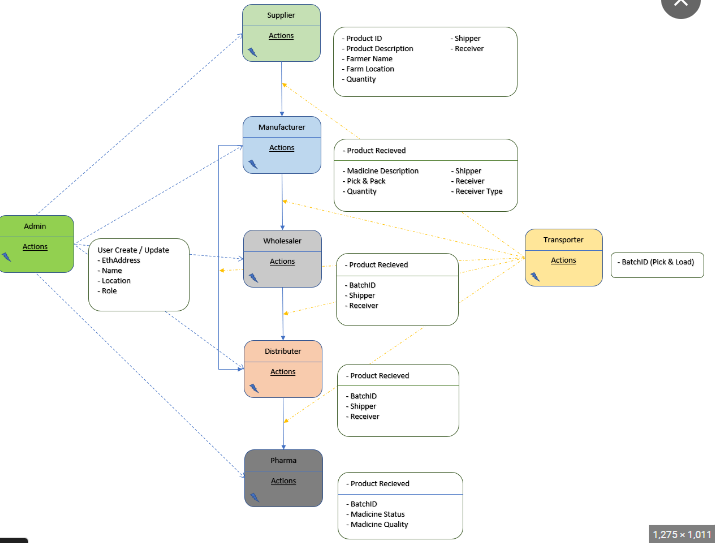 Supplier
Actions
- Product ID
- Product Description
- Farmer Name
- Farm Location
- Quantity
- Shipper
- Receiver
Manufacturer
Actions
- Product Recieved
- Madicine Description
- Pick & Pack
- Quantity
- Shipper
- Receiver
- Receiver Type
Admin
Actions
User Create / Update
- EthAddress
- Name
- Location
- Role
Wholesaler
Actions
- Product Recieved
- BatchID
- Shipper
- Receiver
Transporter
Actions
- BatchID (Pick & Load)
Distributer
Actions
- Product Recieved
- BatchID
- Shipper
- Receiver
Pharma
Actions
- Product Recieved
- BatchID
- Madicine Status
- Madicine Quality
1,275 × 1,011